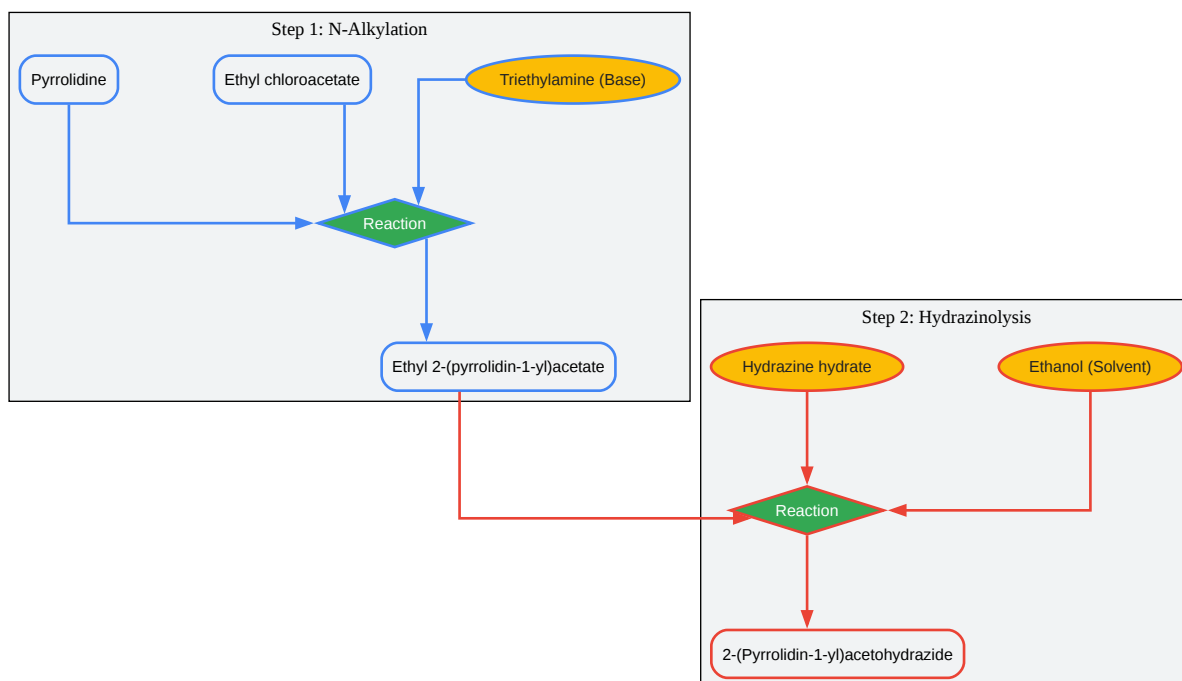 Step 1: N-Alkylation
Pyrrolidine
Ethyl chloroacetate
Triethylamine (Base)
Reaction
Ethyl 2-(pyrrolidin-1-yl)acetate
Step 2: Hydrazinolysis
Hydrazine hydrate
Ethanol (Solvent)
Reaction
2-(Pyrrolidin-1-yl)acetohydrazide